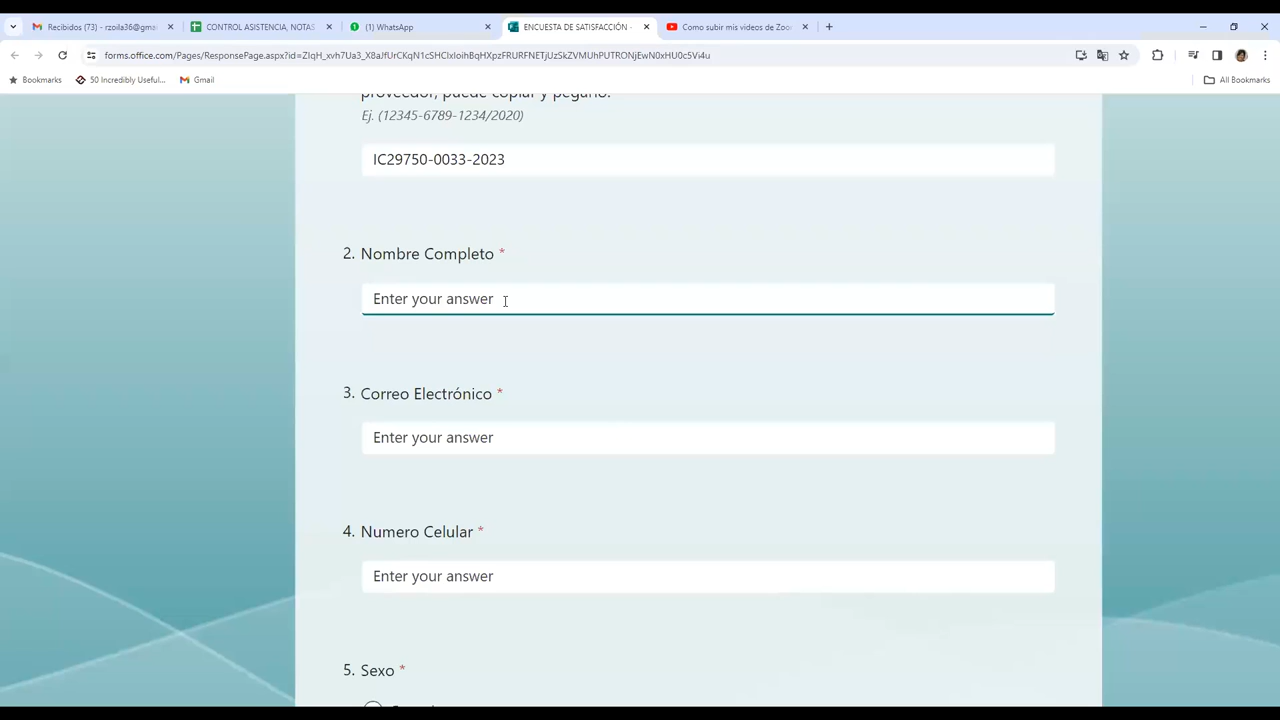 Recibidos (73) - rzoila36@gmai
CONTROL ASISTENCIA, NOTAS
(1) WhatsApp
ENCUESTA DE SATISFACCIÓN -
Como subir mis videos de Zoom
forms.office.com/Pages/ResponsePage.aspx?id=
Bookmarks
50 Incredibly Useful...
Gmail
All Bookmarks
proveedor, puede copiar y pegarlo.
Ej. (12345-6789-1234/2020)
IC29750-0033-2023
2. Nombre Completo *
Enter your answer
3. Correo Electrónico *
Enter your answer
4. Numero Celular *
Enter your answer
5. Sexo *